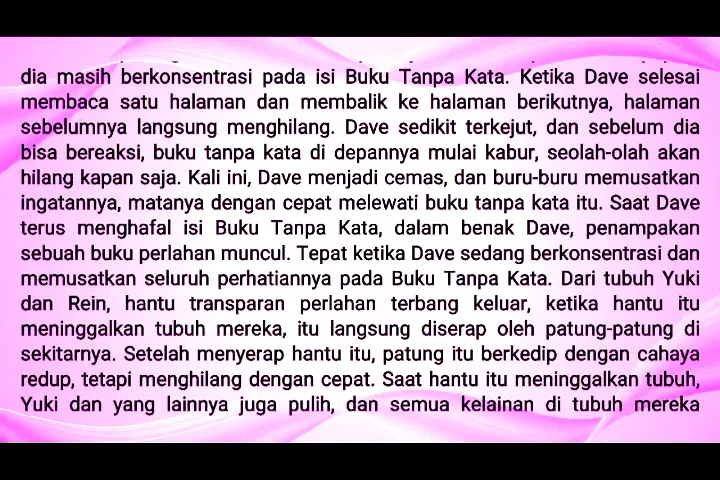 dia masih berkonsentrasi pada isi Buku Tanpa Kata. Ketika Dave selesai
membaca satu halaman dan membalik ke halaman berikutnya, halaman
sebelumnya langsung menghilang. Dave sedikit terkejut, dan sebelum dia
bisa bereaksi, buku tanpa kata di depannya mulai kabur, seolah-olah akan
hilang kapan saja. Kali ini, Dave menjadi cemas, dan buru-buru memusatkan
ingatannya, matanya dengan cepat melewati buku tanpa kata itu. Saat Dave
terus menghafal isi Buku Tanpa Kata, dalam benak Dave, penampakan
sebuah buku perlahan muncul. Tepat ketika Dave sedang berkonsentrasi dan
memusatkan seluruh perhatiannya pada Buku Tanpa Kata. Dari tubuh Yuki
dan Rein, hantu transparan perlahan terbang keluar, ketika hantu itu
meninggalkan tubuh mereka, itu langsung diserap oleh patung-patung di
sekitarnya. Setelah menyerap hantu itu, patung itu berkedip dengan cahaya
redup, tetapi menghilang dengan cepat. Saat hantu itu meninggalkan tubuh,
Yuki dan yang lainnya juga pulih, dan semua kelainan di tubuh mereka